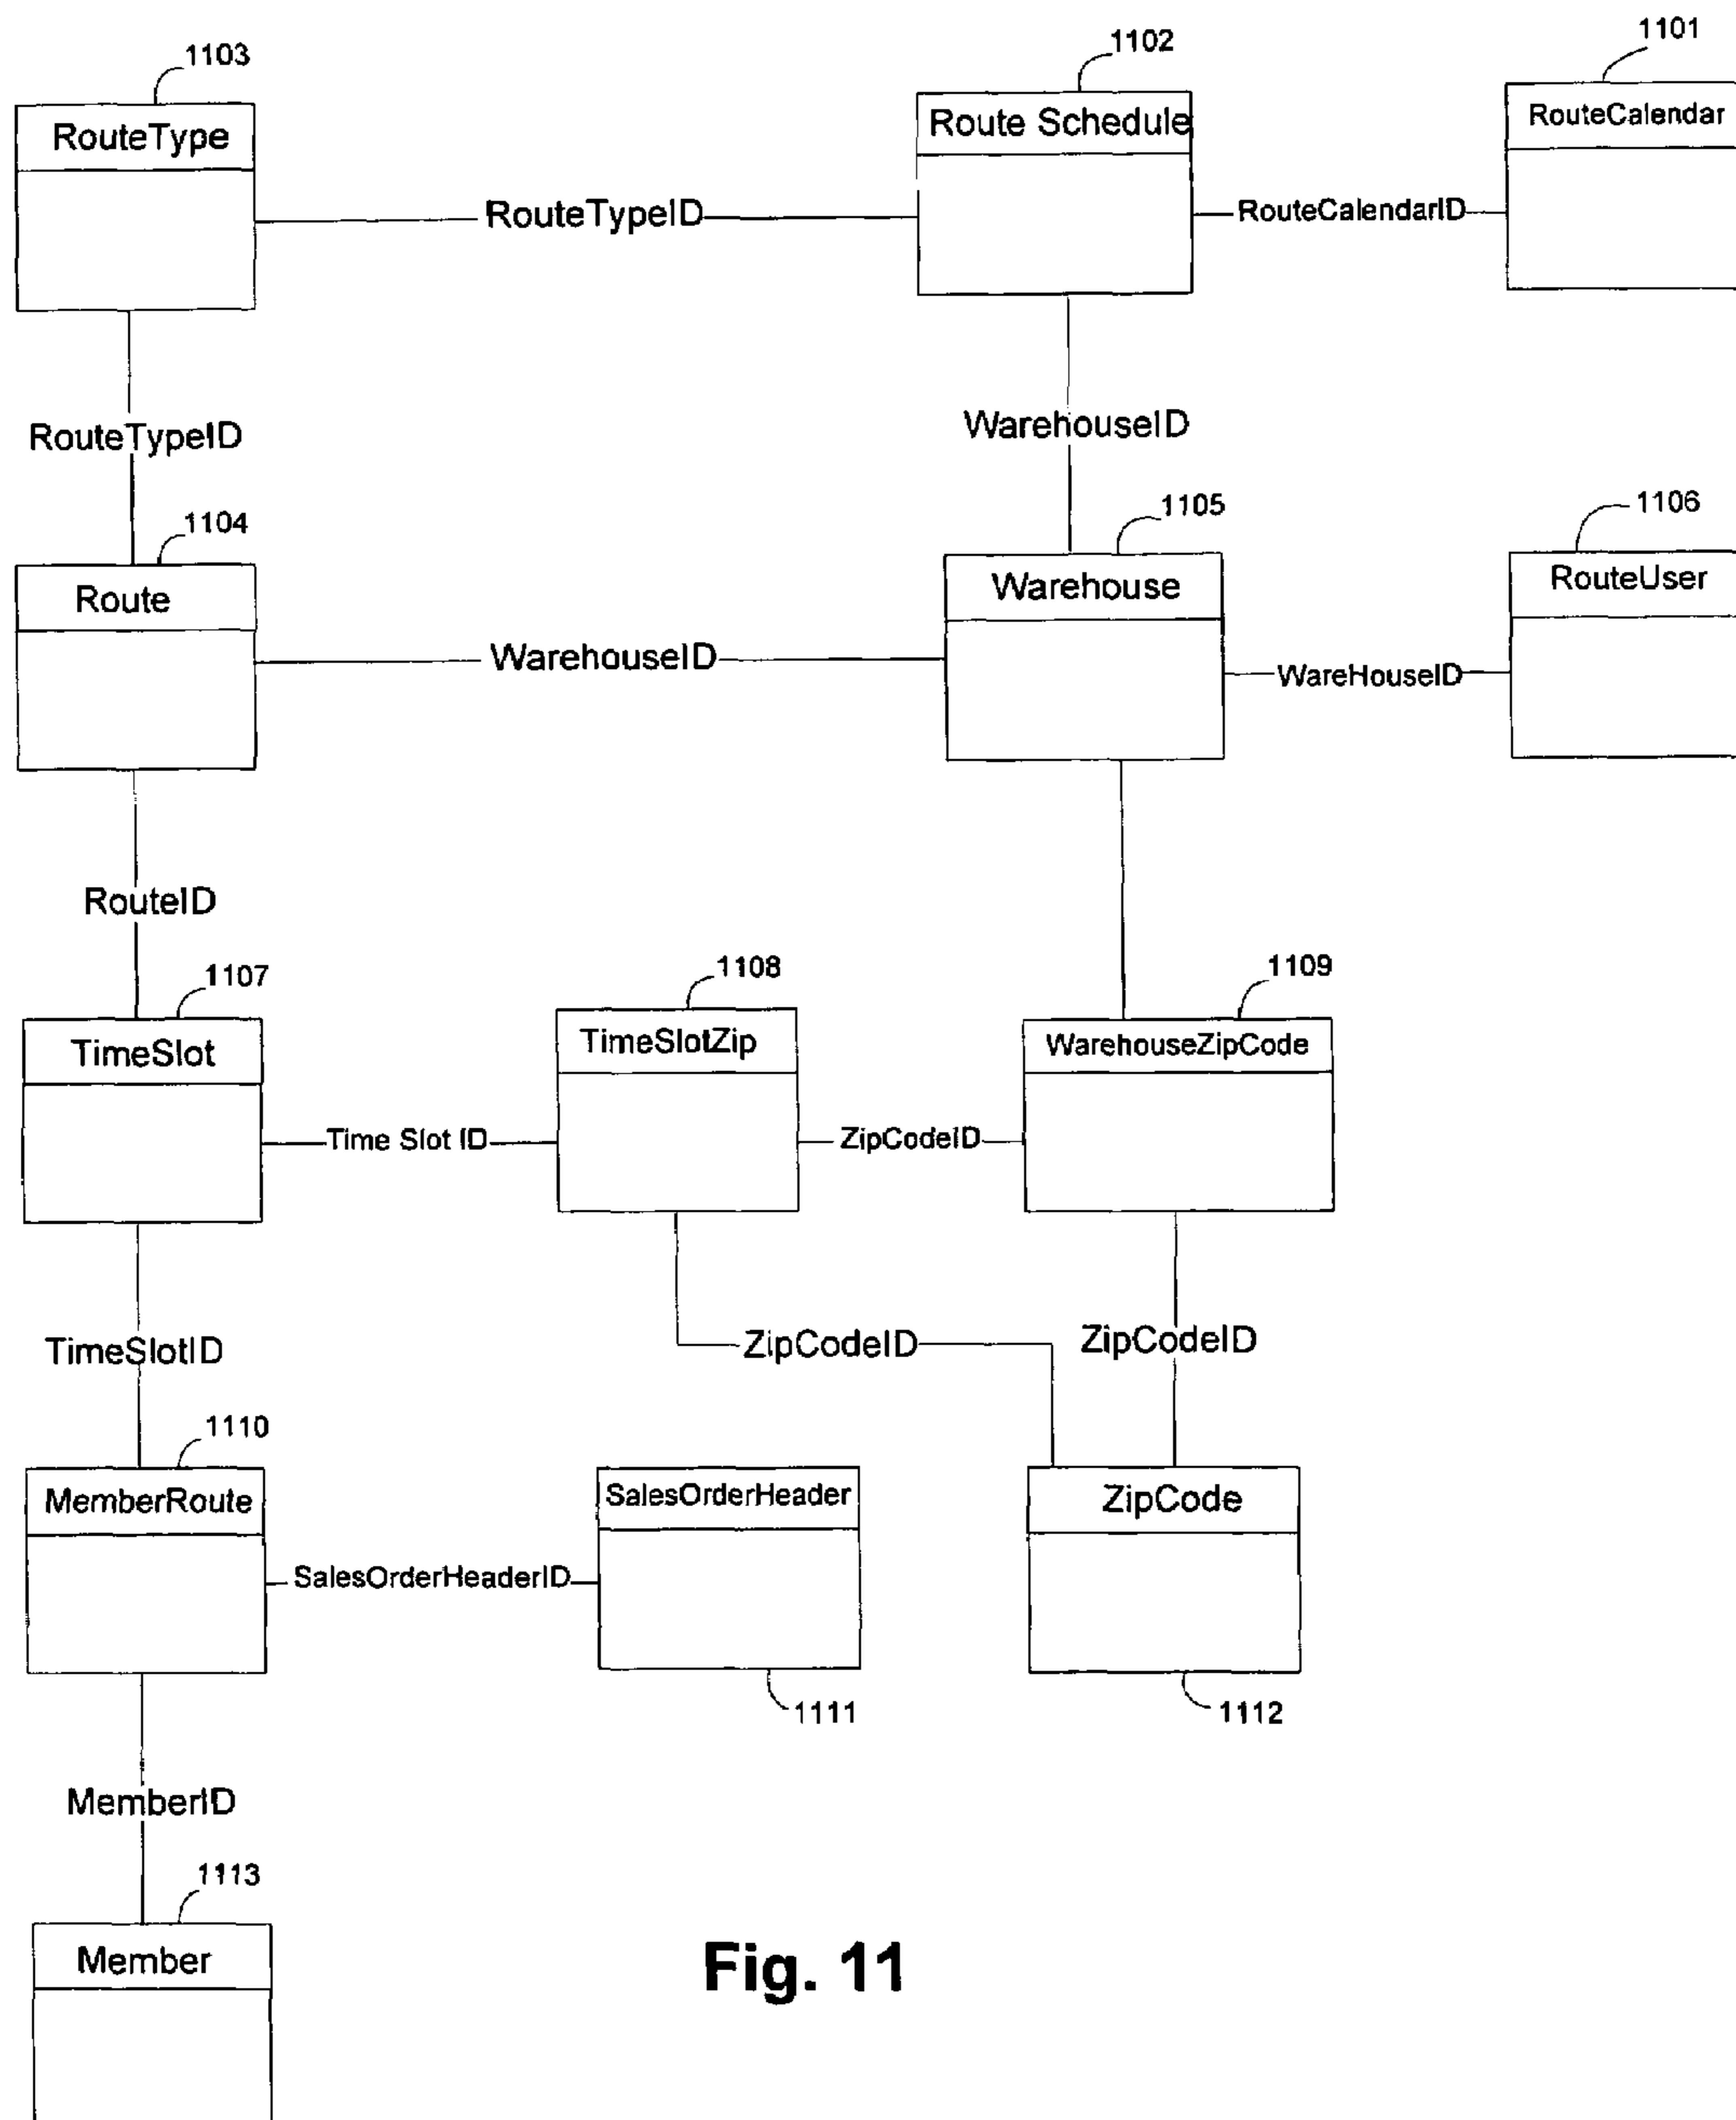 1103
1102
1101
RouteType
Route Schedule
RouteCalendar
RouteTypeID
RouteCalendarID
RouteTypeID
WarehouseID
1104
1105
1106
Route
Warehouse
RouteUser
WarehouseID
WareHouseID
RouteID
1107
1108
1109
TimeSlot
TimeSlotZip
WarehouseZipCode
Time Slot ID
ZipCodeID
TimeSlotID
ZipCodeID
ZipCodeID
1110
MemberRoute
SalesOrderHeader
ZipCode
SalesOrderHeaderID
1111
1112
MemberID
1113
Member
Fig. 11